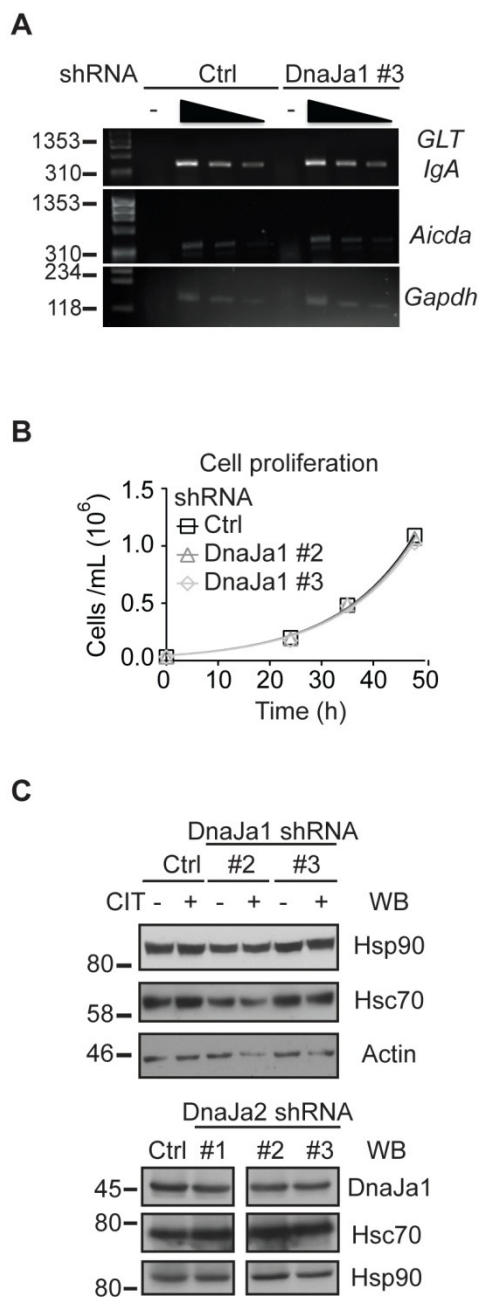 A
shRNA Ctrl DnaJa1 #3
- -
1353 GLT
310 IgA
1353
310 Aicda
234
118 Gapdh
B
Cell proliferation
1.5
shRNA
Ctrl
1.0
DnaJa1 #2
0.5
DnaJa1 #3
0.0
Cells /mL (10⁶)
0 10 20 30 40 50
Time (h)
C
DnaJa1 shRNA
Ctrl #2 #3
CIT - + - + - + WB
80 Hsp90
58 Hsc70
46 Actin
DnaJa2 shRNA
Ctrl #1 #2 #3 WB
45 DnaJa1
80 Hsc70
80 Hsp90